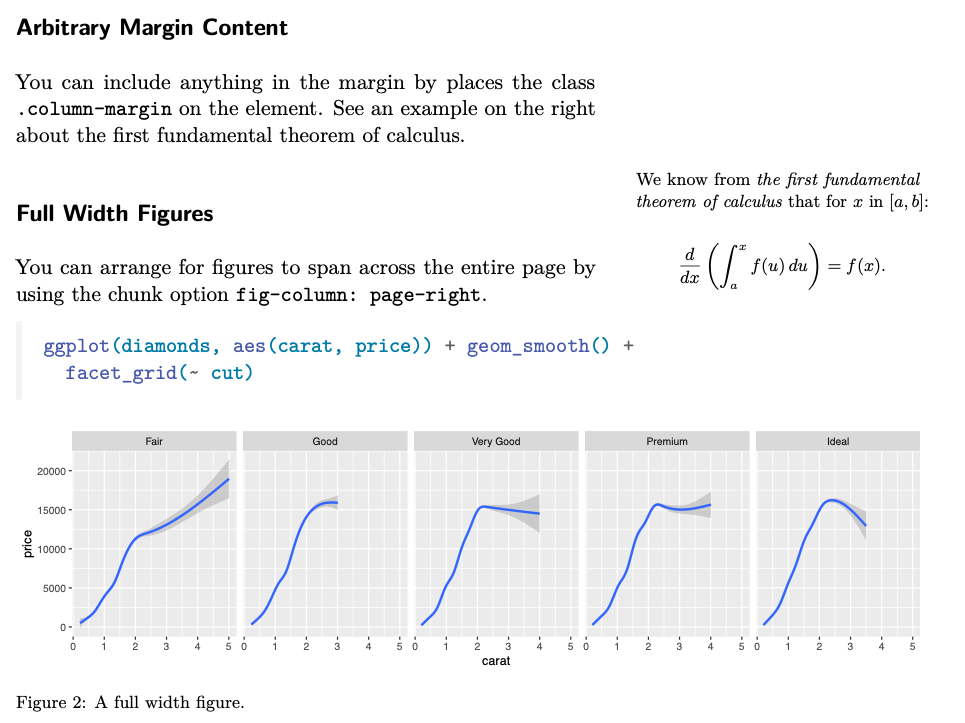 Arbitrary Margin Content
You can include anything in the margin by places the class
.column-margin on the element. See an example on the right
about the first fundamental theorem of calculus.
We know from the first fundamental
theorem of calculus that for x in [a, b]:
d/dx (∫_a^x f(u) du) = f(x).
Full Width Figures
You can arrange for figures to span across the entire page by
using the chunk option fig-column: page-right.
ggplot(diamonds, aes(carat, price)) + geom_smooth() +
facet_grid(~ cut)
Fair Good Very Good Premium Ideal
20000
15000
10000
5000
0
price
0 1 2 3 4 5 0 1 2 3 4 5 0 1 2 3 4 5 0 1 2 3 4 5 0 1 2 3 4 5
carat
Figure 2: A full width figure.